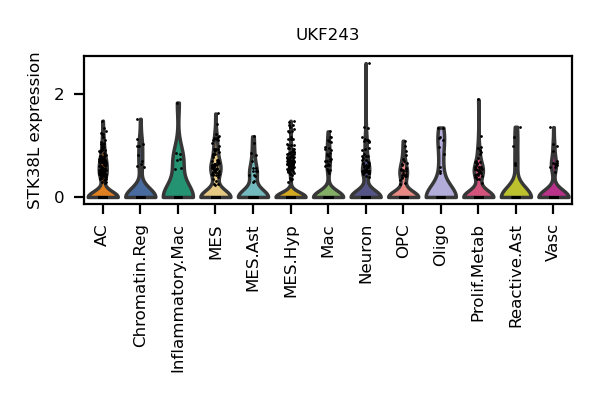 UKF243
STK38L expression
2
0
AC
Chromatin.Reg
Inflammatory.Mac
MES
MES.Ast
MES.Hyp
Mac
Neuron
OPC
Oligo
Prolif.Metab
Reactive.Ast
Vasc